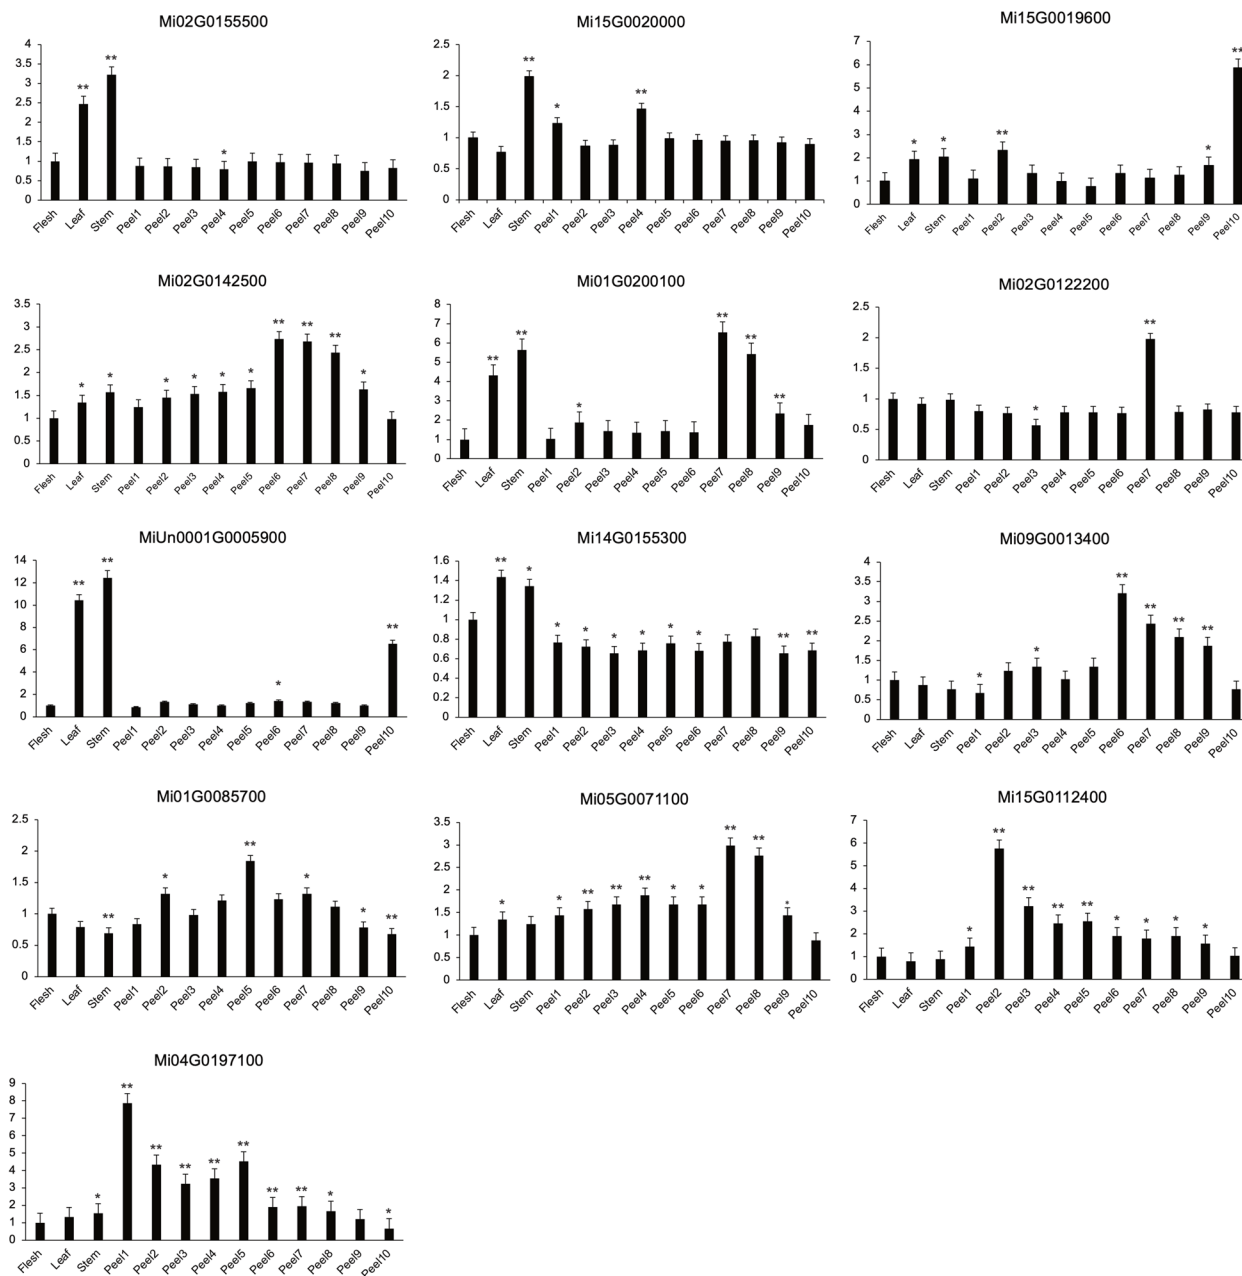 Mi02G0155500
4
3.5
3
2.5
2
1.5
1
0.5
0
** ** *
Flesh Leaf Stem Peel1 Peel2 Peel3 Peel4 Peel5 Peel6 Peel7 Peel8 Peel9 Peel10
Mi15G0020000
2.5
2
1.5
1
0.5
0
** * **
Flesh Leaf Stem Peel1 Peel2 Peel3 Peel4 Peel5 Peel6 Peel7 Peel8 Peel9 Peel10
Mi15G0019600
7
6
5
4
3
2
1
0
* * ** * **
Flesh Leaf Stem Peel1 Peel2 Peel3 Peel4 Peel5 Peel6 Peel7 Peel8 Peel9 Peel10
Mi02G0142500
3.5
3
2.5
2
1.5
1
0.5
0
* * * * * * ** ** ** *
Flesh Leaf Stem Peel1 Peel2 Peel3 Peel4 Peel5 Peel6 Peel7 Peel8 Peel9 Peel10
Mi01G0200100
8
7
6
5
4
3
2
1
0
** ** * ** ** **
Flesh Leaf Stem Peel1 Peel2 Peel3 Peel4 Peel5 Peel6 Peel7 Peel8 Peel9 Peel10
Mi02G0122200
2.5
2
1.5
1
0.5
0
* **
Flesh Leaf Stem Peel1 Peel2 Peel3 Peel4 Peel5 Peel6 Peel7 Peel8 Peel9 Peel10
MiUn0001G0005900
14
12
10
8
6
4
2
0
** ** * **
Flesh Leaf Stem Peel1 Peel2 Peel3 Peel4 Peel5 Peel6 Peel7 Peel8 Peel9 Peel10
Mi14G0155300
1.6
1.4
1.2
1
0.8
0.6
0.4
0.2
0
** * * * * * * * ** **
Flesh Leaf Stem Peel1 Peel2 Peel3 Peel4 Peel5 Peel6 Peel7 Peel8 Peel9 Peel10
Mi09G0013400
4
3.5
3
2.5
2
1.5
1
0.5
0
* * ** ** ** **
Flesh Leaf Stem Peel1 Peel2 Peel3 Peel4 Peel5 Peel6 Peel7 Peel8 Peel9 Peel10
Mi01G0085700
2.5
2
1.5
1
0.5
0
** * ** * * **
Flesh Leaf Stem Peel1 Peel2 Peel3 Peel4 Peel5 Peel6 Peel7 Peel8 Peel9 Peel10
Mi05G0071100
3.5
3
2.5
2
1.5
1
0.5
0
* * ** ** ** * * ** ** *
Flesh Leaf Stem Peel1 Peel2 Peel3 Peel4 Peel5 Peel6 Peel7 Peel8 Peel9 Peel10
Mi15G0112400
7
6
5
4
3
2
1
0
* ** ** ** ** * * * *
Flesh Leaf Stem Peel1 Peel2 Peel3 Peel4 Peel5 Peel6 Peel7 Peel8 Peel9 Peel10
Mi04G0197100
9
8
7
6
5
4
3
2
1
0
* ** ** ** ** ** ** ** * *
Flesh Leaf Stem Peel1 Peel2 Peel3 Peel4 Peel5 Peel6 Peel7 Peel8 Peel9 Peel10